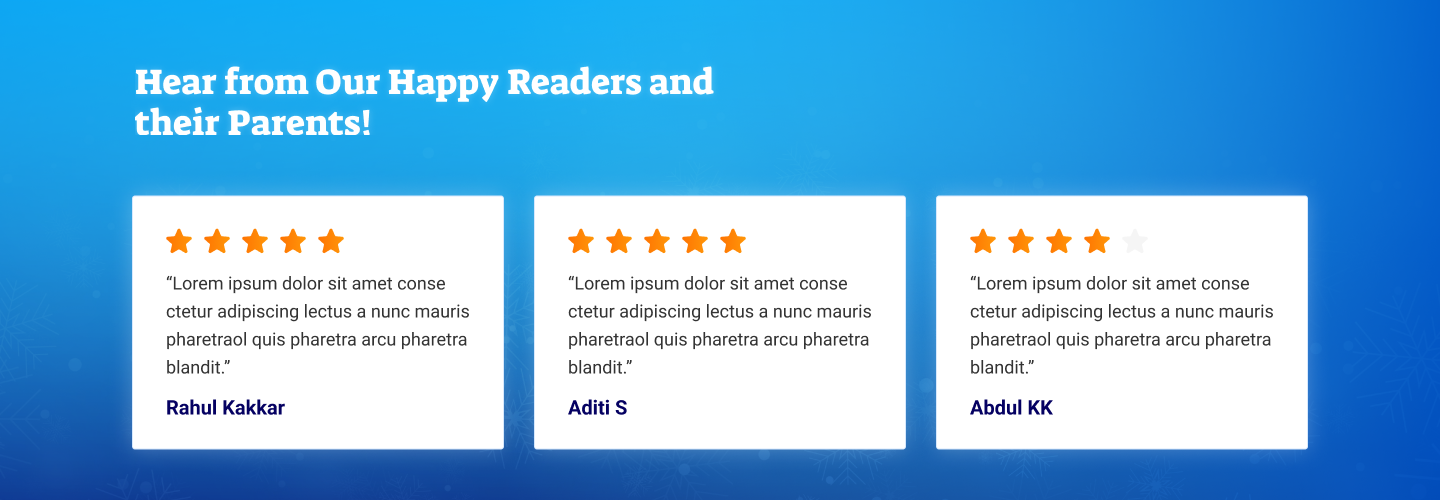 Hear from Our Happy Readers and
their Parents!
“Lorem ipsum dolor sit amet conse
ctetur adipiscing lectus a nunc mauris
pharetraol quis pharetra arcu pharetra
blandit.”
Rahul Kakkar
“Lorem ipsum dolor sit amet conse
ctetur adipiscing lectus a nunc mauris
pharetraol quis pharetra arcu pharetra
blandit.”
Aditi S
“Lorem ipsum dolor sit amet conse
ctetur adipiscing lectus a nunc mauris
pharetraol quis pharetra arcu pharetra
blandit.”
Abdul KK